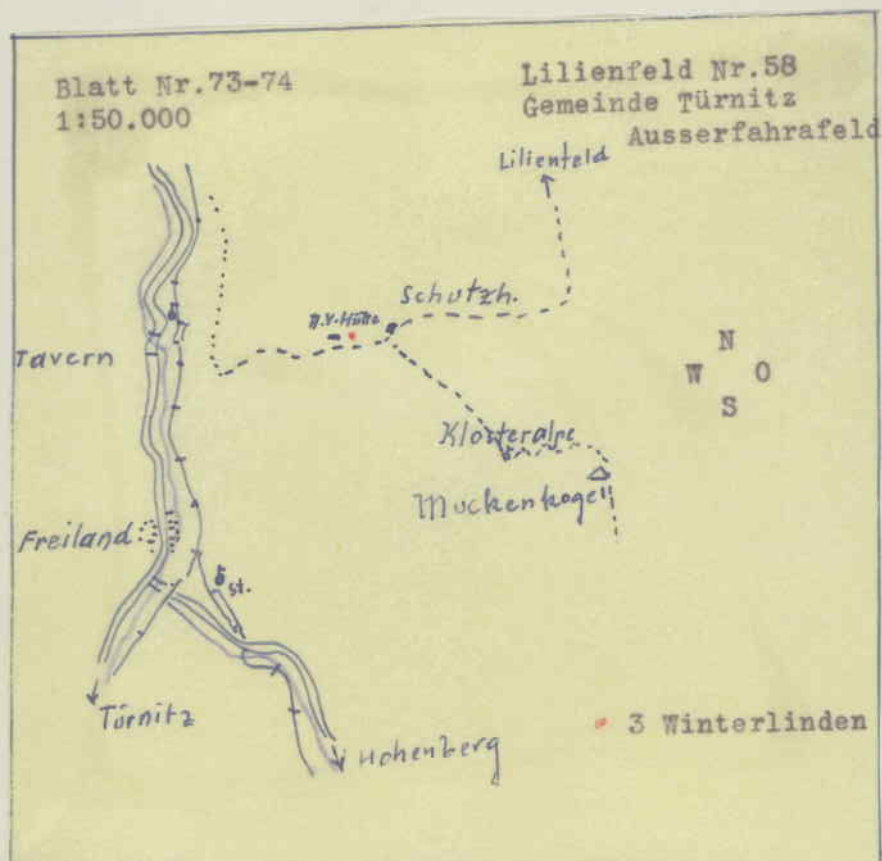 Blatt Nr.73-74
1:50.000
Lilienfeld Nr.58
Gemeinde Türnitz
Ausserfahrafeld
Lilienfeld
Schutzh.
A.V.Hütte
Tavern
N
W O
S
Klosteralpe
Muckenkogel
Freiland
st.
Türnitz
Hohenberg
3 Winterlinden